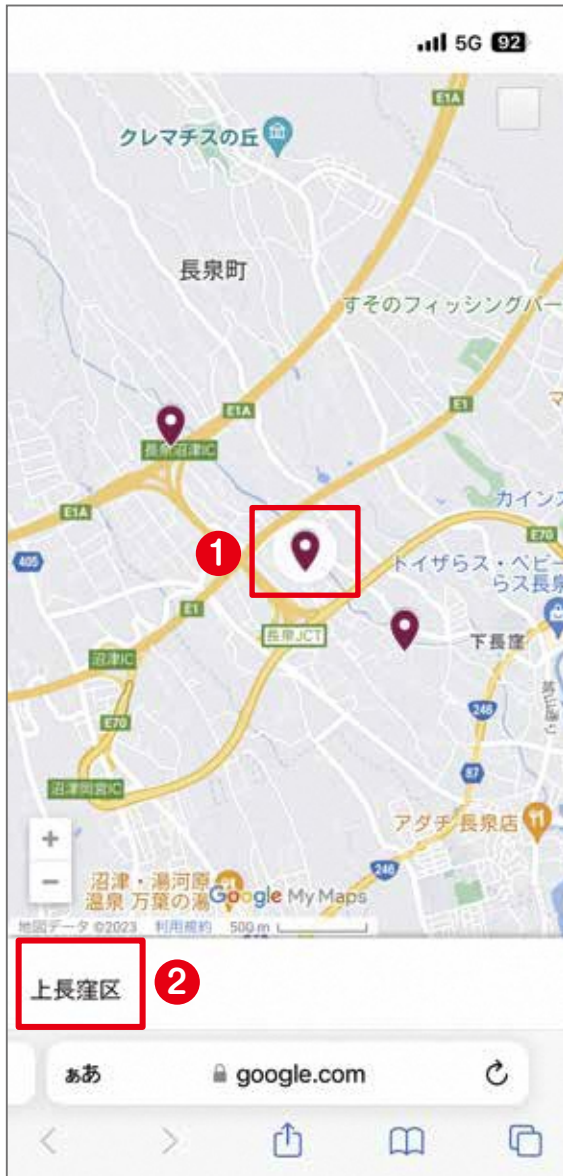 5G 92
E1A
クレマチスの丘
長泉町
すそのフィッシングパー
E1A
E1
マ
長泉沼津IC
カインズ
E1A
E70
1
405
トイザらス・ベビー
らス長泉
E1
長泉JCT
下長窪
沼津IC
246
E70
87
沼津岡宮IC
アダチ 長泉店
+
246
−
沼津・湯河原
温泉 万葉の湯
Google My Maps
地図データ ©2023 利用規約 500 m
上長窪区
2
ぁあ
google.com